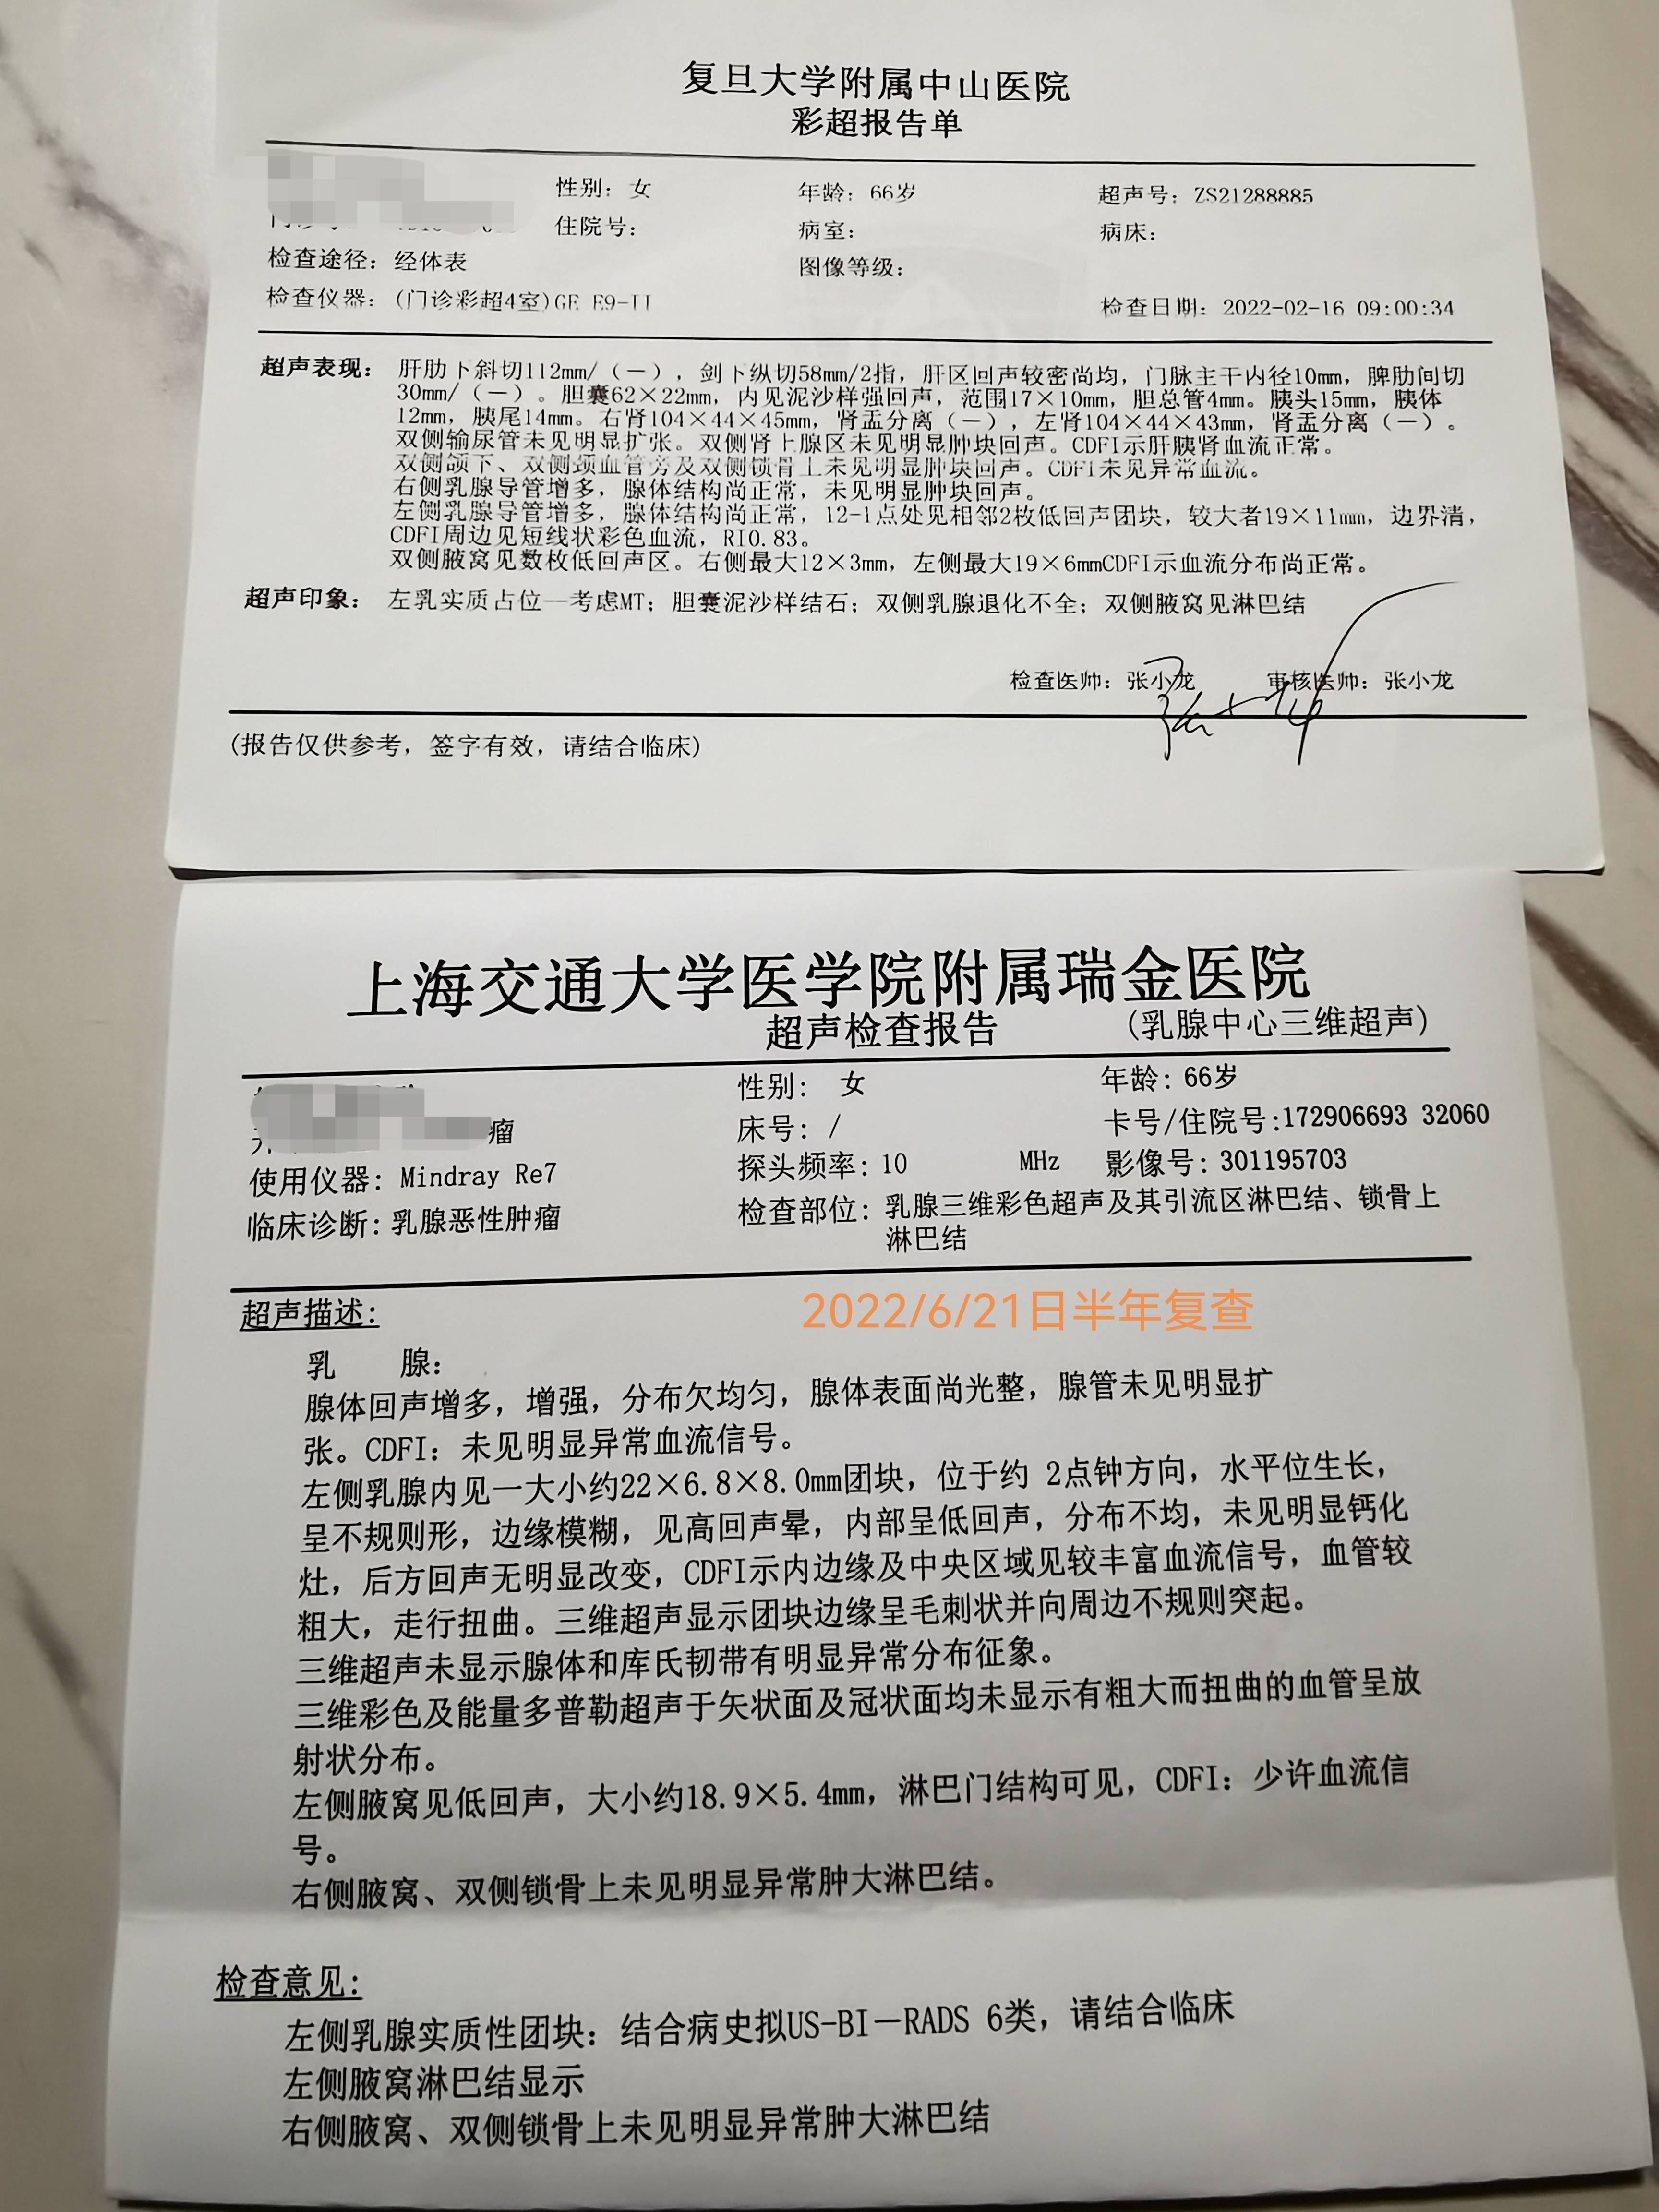 复旦大学附属中山医院
彩超报告单
性别：女 年龄：66岁 超声号：ZS21288885
住院号： 病室： 病床：
检查途径：经体表 图像等级：
检查仪器：(门诊彩超4室)GE E9-II 检查日期：2022-02-16 09:00:34
超声表现： 肝肋下斜切112mm/（－），剑下纵切58mm/2指，肝区回声较密尚均，门脉主干内径10mm，脾肋间切
30mm/（－）。胆囊62×22mm，内见泥沙样强回声，范围17×10mm，胆总管4mm。胰头15mm，胰体
12mm，胰尾14mm。右肾104×44×45mm，肾盂分离（－），左肾104×44×43mm，肾盂分离（－）。
双侧输尿管未见明显扩张。双侧肾上腺区未见明显肿块回声。CDFI示肝胰肾血流正常。
双侧颌下、双侧颈血管旁及双侧锁骨上未见明显肿块回声。CDFI未见异常血流。
右侧乳腺导管增多，腺体结构尚正常，未见明显肿块回声。
左侧乳腺导管增多，腺体结构尚正常，12-1点处见相邻2枚低回声团块，较大者19×11mm，边界清，
CDFI周边见短线状彩色血流，RI0.83。
双侧腋窝见数枚低回声区。右侧最大12×3mm，左侧最大19×6mmCDFI示血流分布尚正常。
超声印象： 左乳实质占位—考虑MT；胆囊泥沙样结石；双侧乳腺退化不全；双侧腋窝见淋巴结
检查医师：张小龙 审核医师：张小龙
(报告仅供参考，签字有效，请结合临床)
上海交通大学医学院附属瑞金医院
超声检查报告 (乳腺中心三维超声)
性别： 女 年龄：66岁
瘤 床号：/ 卡号/住院号:172906693 32060
使用仪器：Mindray Re7 探头频率：10 MHz 影像号：301195703
临床诊断：乳腺恶性肿瘤 检查部位：乳腺三维彩色超声及其引流区淋巴结、锁骨上
淋巴结
超声描述：
2022/6/21日半年复查
乳 腺：
腺体回声增多，增强，分布欠均匀，腺体表面尚光整，腺管未见明显扩
张。CDFI：未见明显异常血流信号。
左侧乳腺内见一大小约22×6.8×8.0mm团块，位于约 2点钟方向，水平位生长，
呈不规则形，边缘模糊，见高回声晕，内部呈低回声，分布不均，未见明显钙化
灶，后方回声无明显改变，CDFI示内边缘及中央区域见较丰富血流信号，血管较
粗大，走行扭曲。三维超声显示团块边缘呈毛刺状并向周边不规则突起。
三维超声未显示腺体和库氏韧带有明显异常分布征象。
三维彩色及能量多普勒超声于矢状面及冠状面均未显示有粗大而扭曲的血管呈放
射状分布。
左侧腋窝见低回声，大小约18.9×5.4mm，淋巴门结构可见，CDFI：少许血流信
号。
右侧腋窝、双侧锁骨上未见明显异常肿大淋巴结。
检查意见：
左侧乳腺实质性团块：结合病史拟US-BI－RADS 6类，请结合临床
左侧腋窝淋巴结显示
右侧腋窝、双侧锁骨上未见明显异常肿大淋巴结